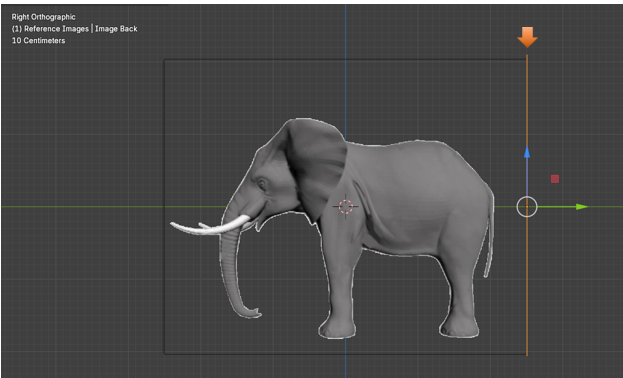 Right Orthographic
(1) Reference Images | Image Back
10 Centimeters